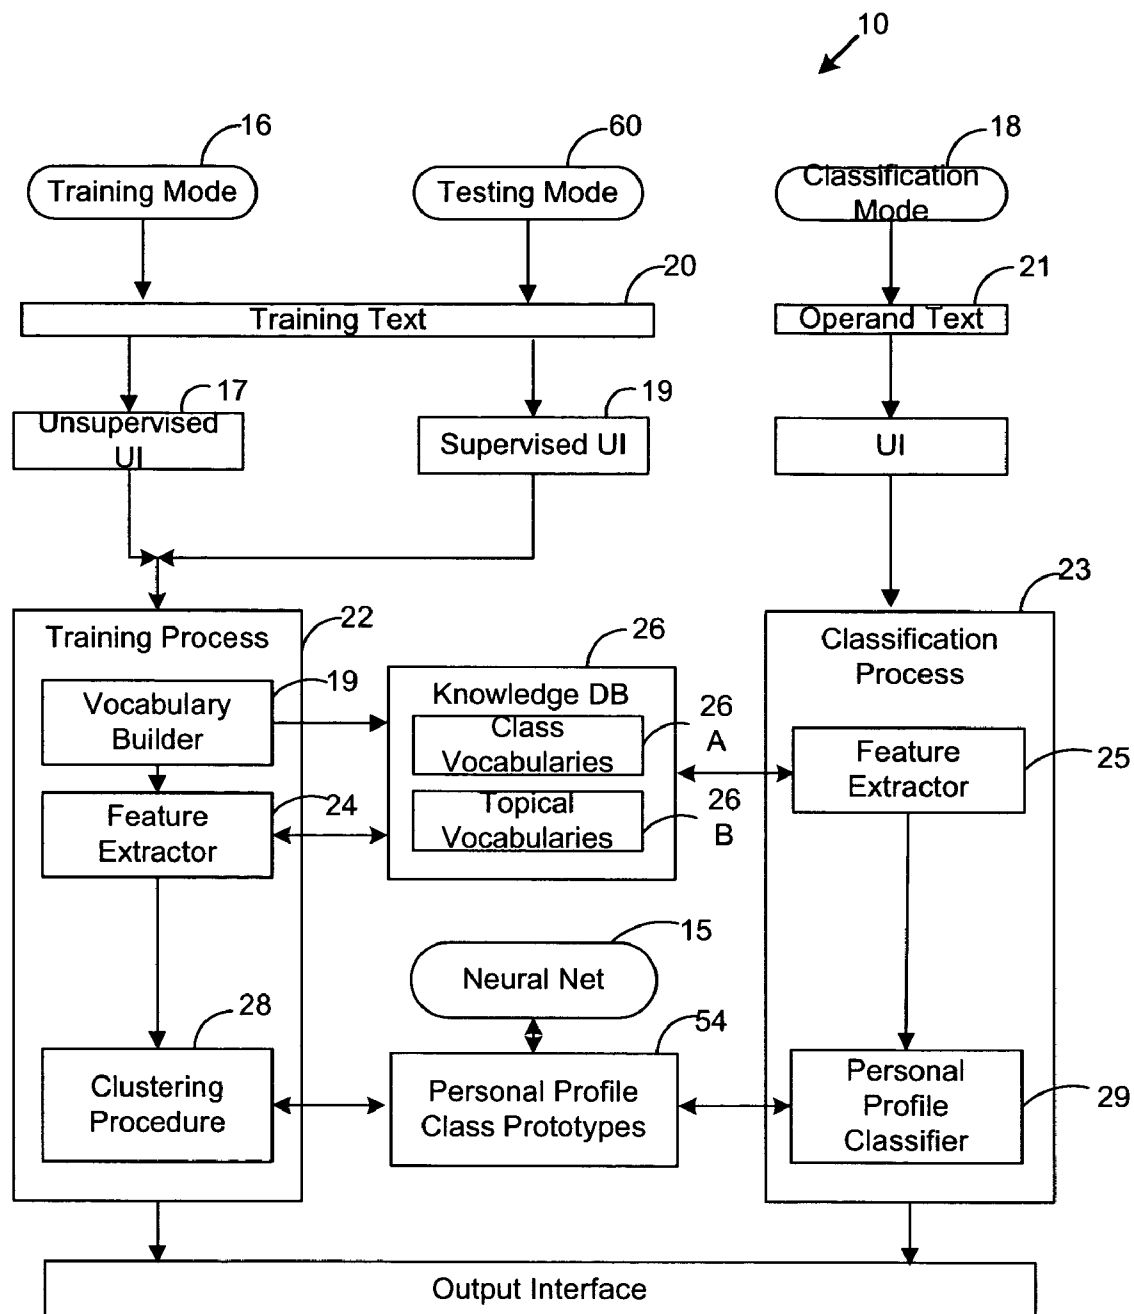 10
16
60
18
Training Mode
Testing Mode
Classification
Mode
20
21
Training Text
Operand Text
17
19
Unsupervised
UI
Supervised UI
UI
23
22
Training Process
26
Classification
Process
19
Vocabulary
Builder
Knowledge DB
Class
Vocabularies
26
A
Feature
Extractor
25
24
Feature
Extractor
Topical
Vocabularies
26
B
15
Neural Net
28
54
Clustering
Procedure
Personal Profile
Class Prototypes
Personal
Profile
Classifier
29
Output Interface